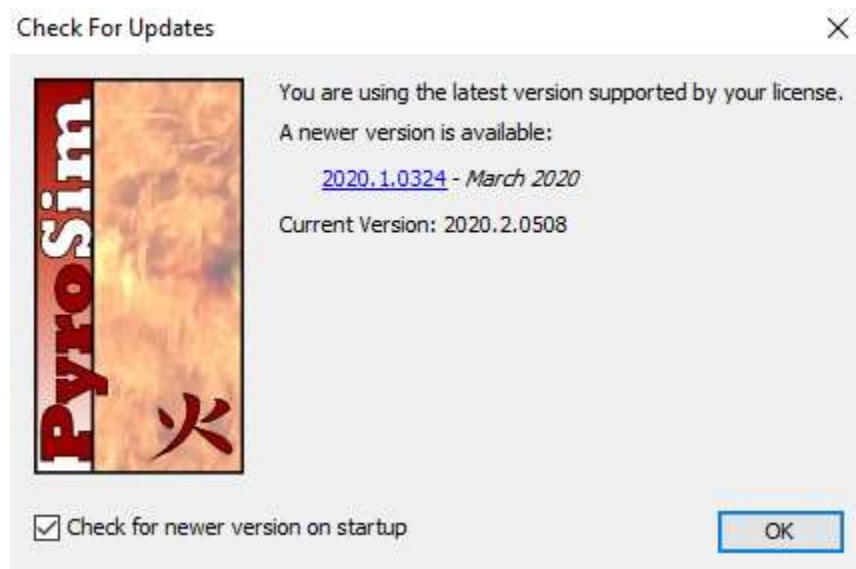 Check For Updates
PyroSim
火
You are using the latest version supported by your license.
A newer version is available:
2020.1.0324 - March 2020
Current Version: 2020.2.0508
Check for newer version on startup
OK